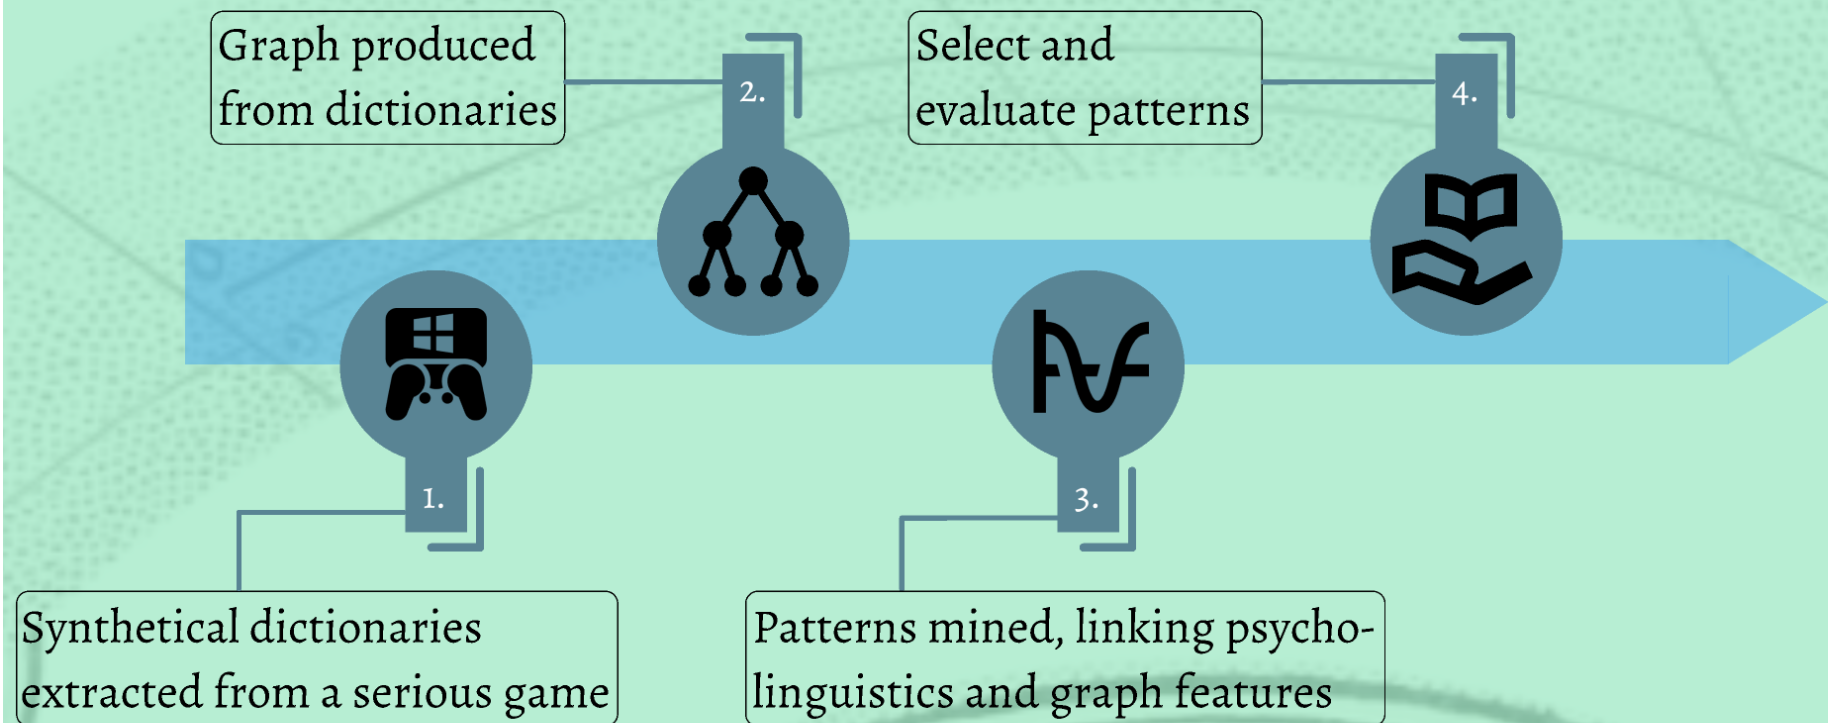 1.
Synthetical dictionaries
extracted from a serious game
2.
Graph produced
from dictionaries
3.
Patterns mined, linking psycho-
linguistics and graph features
4.
Select and
evaluate patterns